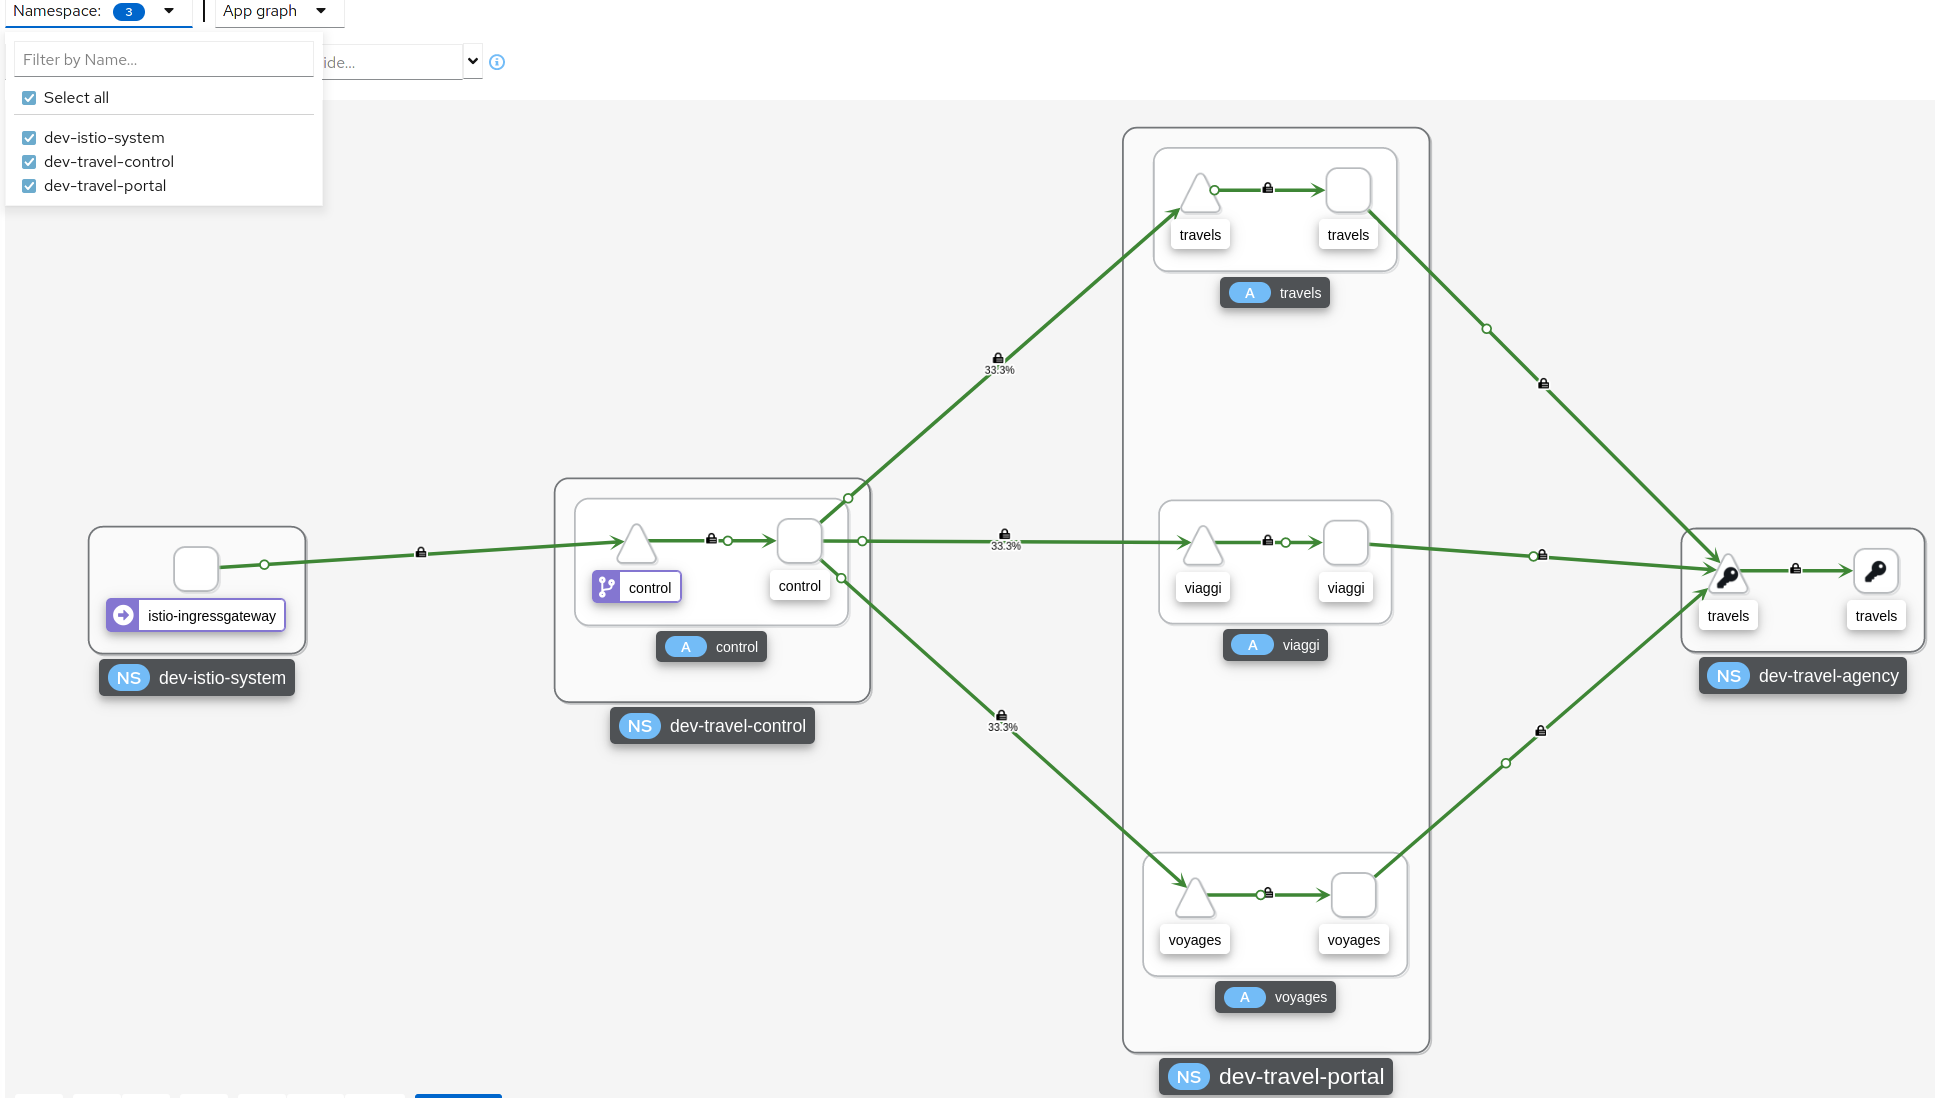 Namespace: 3
App graph
Filter by Name...
ide...
Select all
dev-istio-system
dev-travel-control
dev-travel-portal
travels
travels
A travels
33.3%
33.3%
33.3%
istio-ingressgateway
NS dev-istio-system
control
control
A control
NS dev-travel-control
viaggi
viaggi
A viaggi
travels
travels
NS dev-travel-agency
voyages
voyages
A voyages
NS dev-travel-portal